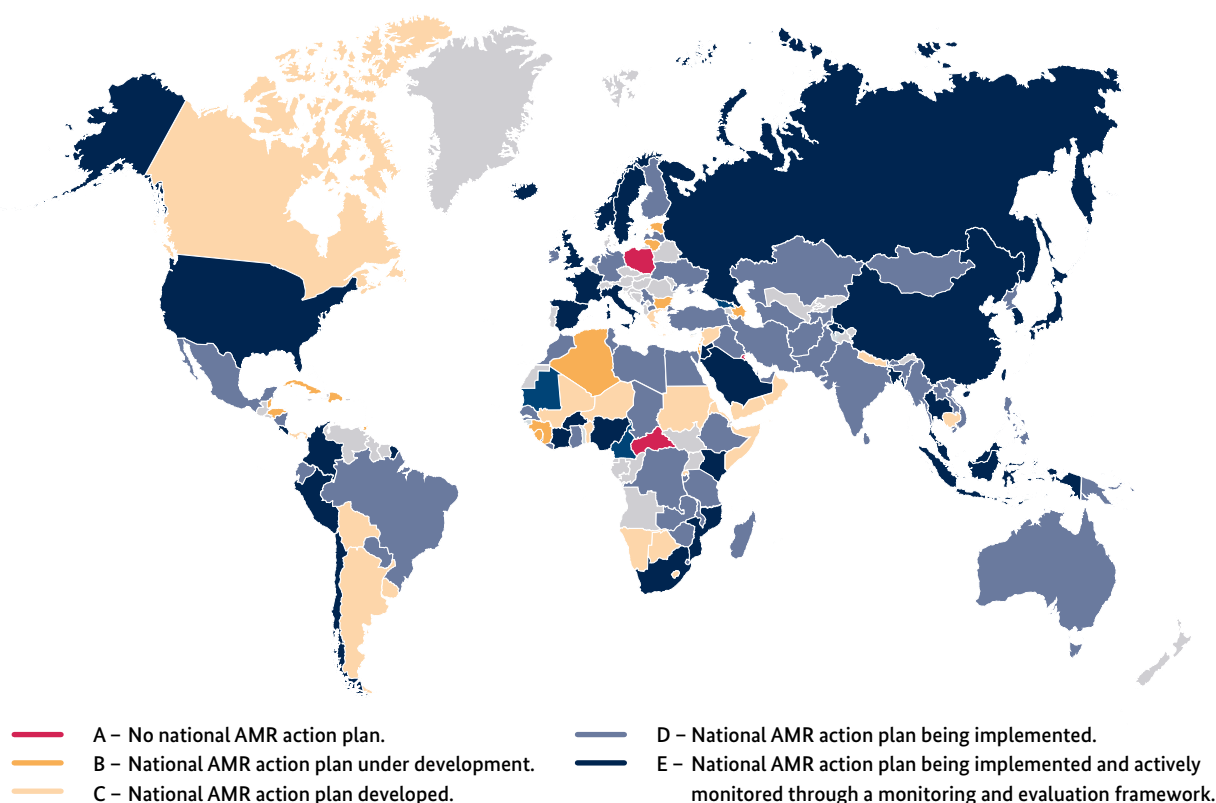 A – No national AMR action plan.
B – National AMR action plan under development.
C – National AMR action plan developed.
D – National AMR action plan being implemented.
E – National AMR action plan being implemented and actively
monitored through a monitoring and evaluation framework.